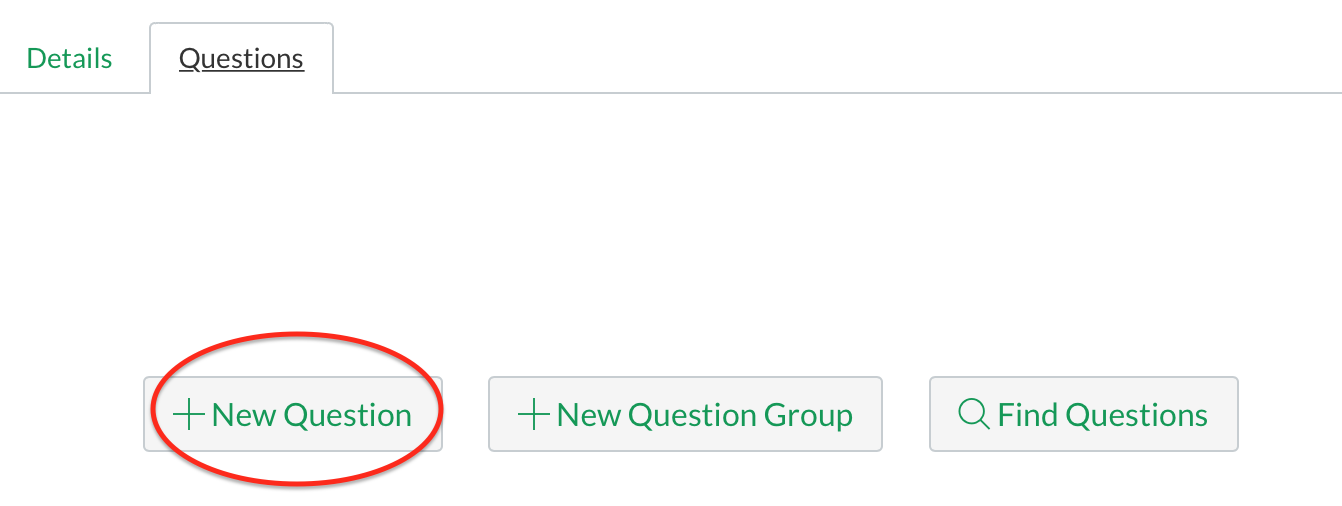 Details
Questions
New Question
New Question Group
Find Questions